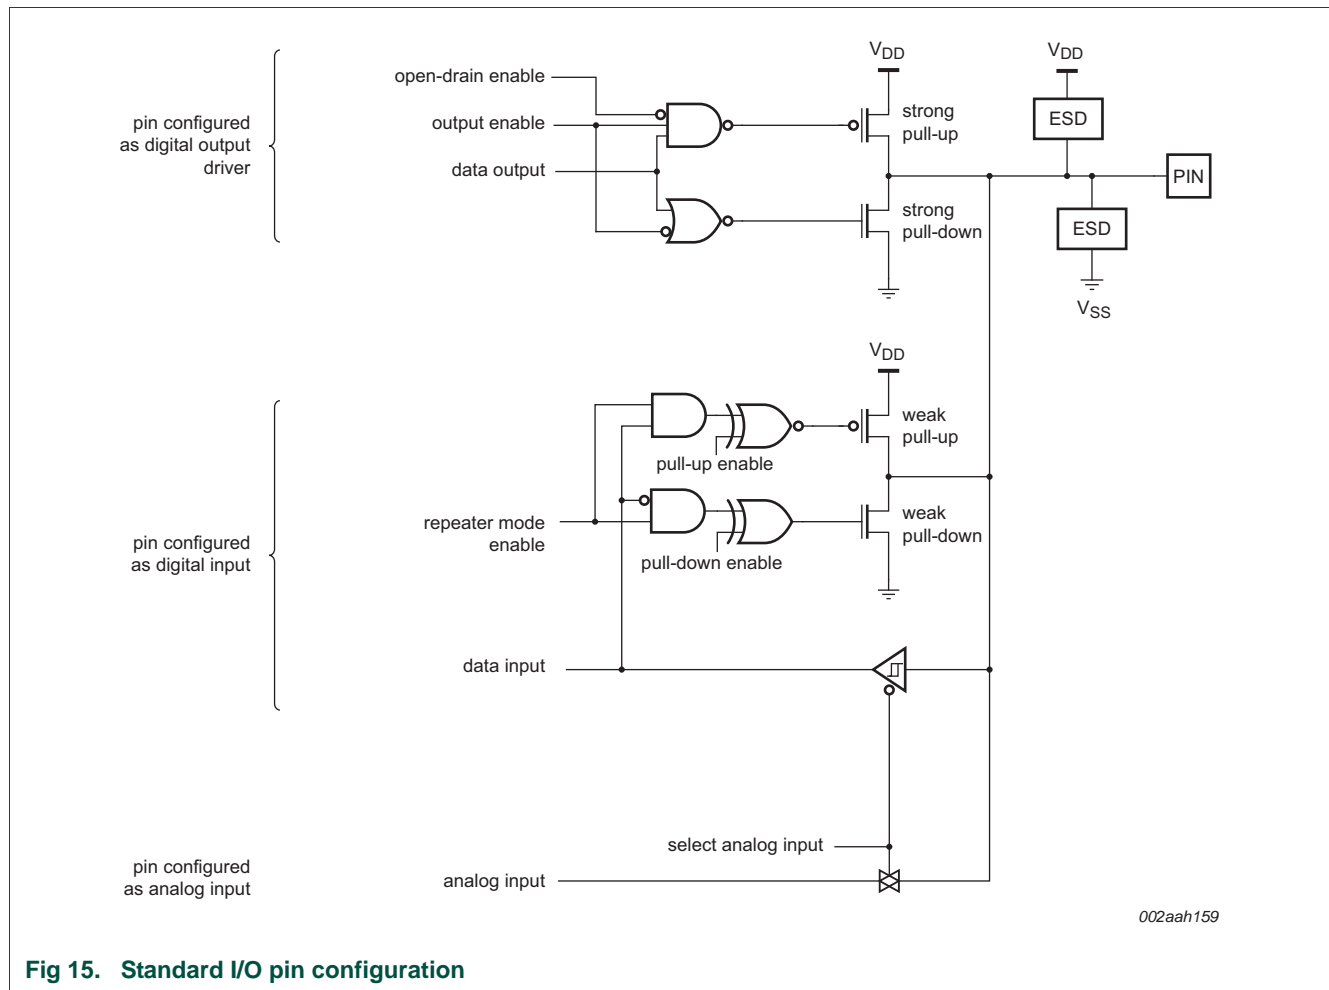 VDD
VDD
open-drain enable
strong
pull-up
ESD
pin configured
as digital output
driver
output enable
data output
PIN
strong
pull-down
ESD
VSS
VDD
weak
pull-up
pull-up enable
repeater mode
enable
weak
pull-down
pin configured
as digital input
pull-down enable
data input
select analog input
pin configured
as analog input
analog input
002aah159
Fig 15. Standard I/O pin configuration